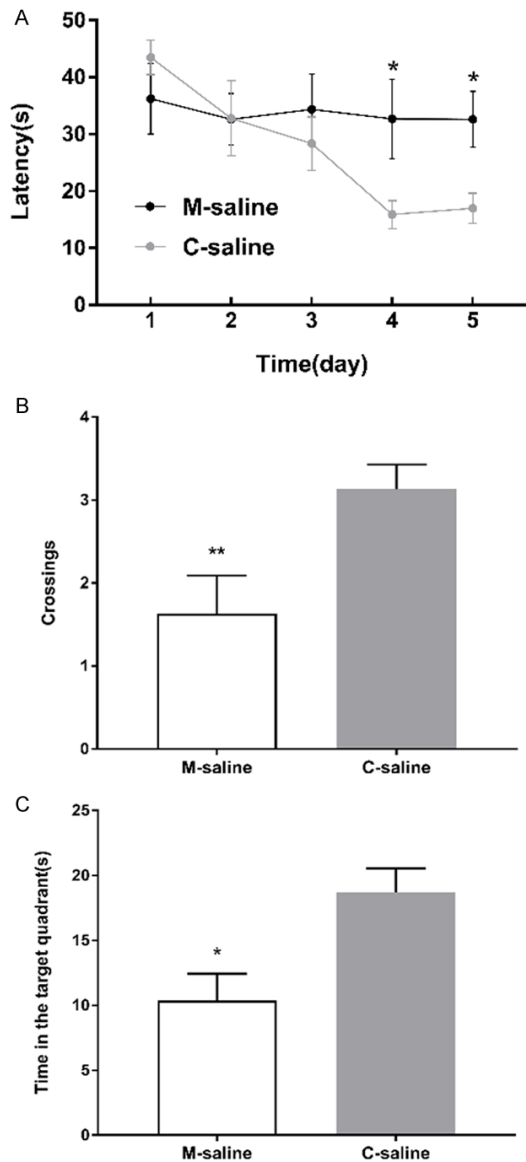 A
50
40
30
20
10
0
Latency(s)
* *
M-saline
C-saline
1 2 3 4 5
Time(day)
B
4
3
2
1
0
Crossings
**
M-saline C-saline
C
25
20
15
10
5
0
Time in the target quadrant(s)
*
M-saline C-saline